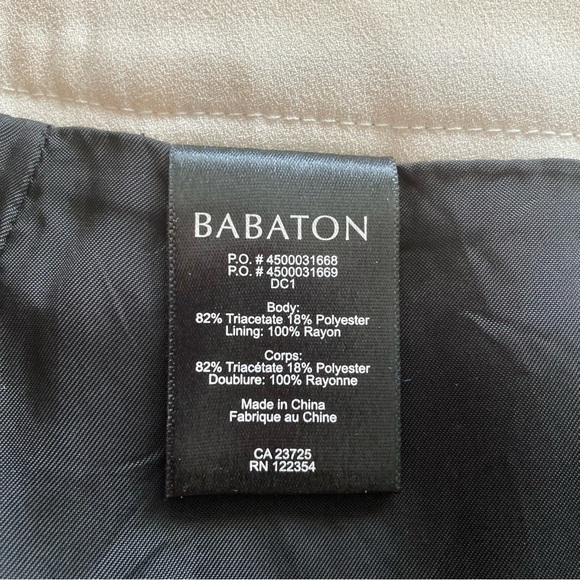 BABATON
P.O. # 4500031668
P.O. # 4500031669
DC1
Body:
82% Triacetate 18% Polyester
Lining: 100% Rayon
Corps:
82% Triacétate 18% Polyester
Doublure: 100% Rayonne
Made in China
Fabrique au Chine
CA 23725
RN 122354